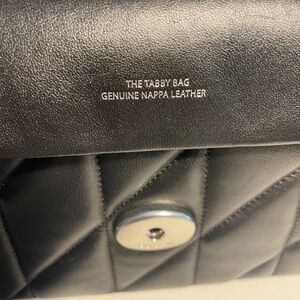 THE TABBY BAG
GENUINE NAPPA LEATHER